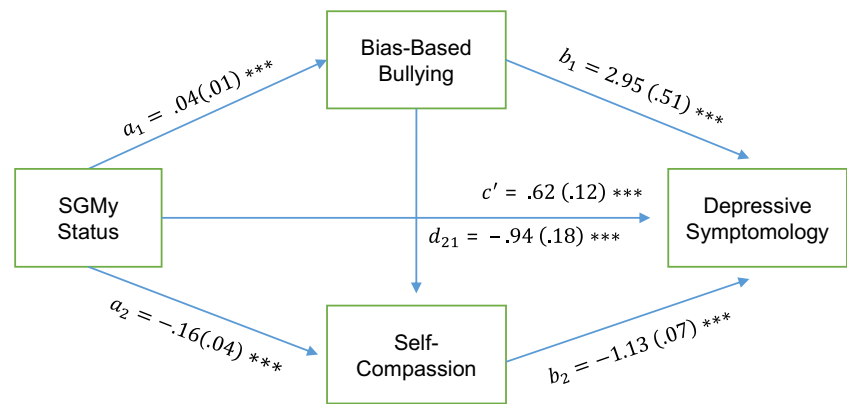 Bias-Based
Bullying
a₁ = .04(.01) ***
b₁ = 2.95 (.51) ***
SGMy
Status
c′ = .62 (.12) ***
d₂₁ = −.94 (.18) ***
Depressive
Symptomology
a₂ = −.16(.04) ***
Self-
Compassion
b₂ = −1.13 (.07) ***